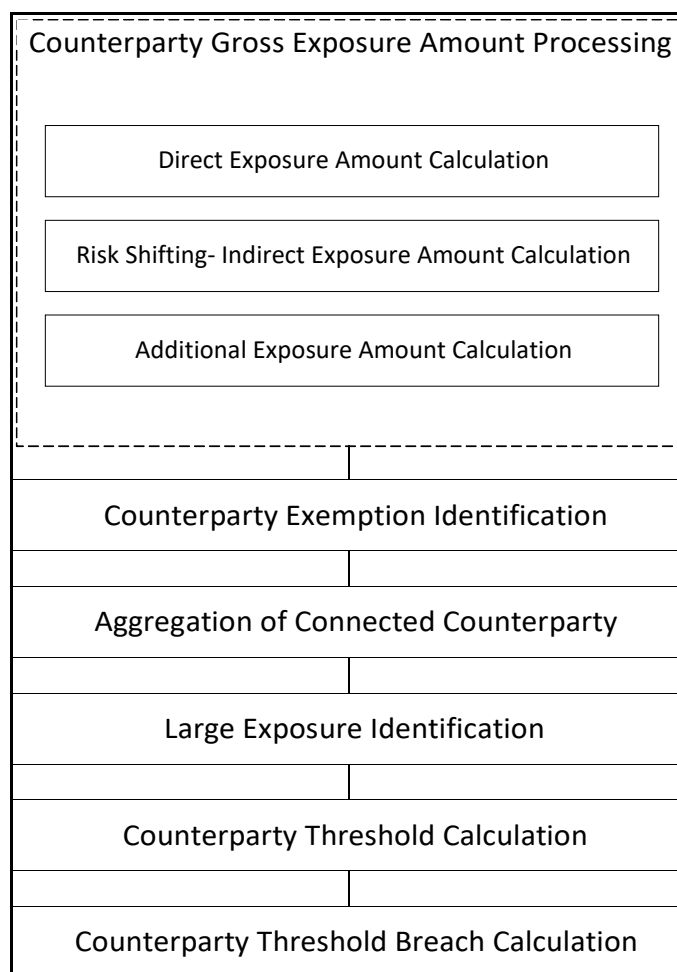 Counterparty Gross Exposure Amount Processing
Direct Exposure Amount Calculation
Risk Shifting- Indirect Exposure Amount Calculation
Additional Exposure Amount Calculation
Counterparty Exemption Identification
Aggregation of Connected Counterparty
Large Exposure Identification
Counterparty Threshold Calculation
Counterparty Threshold Breach Calculation